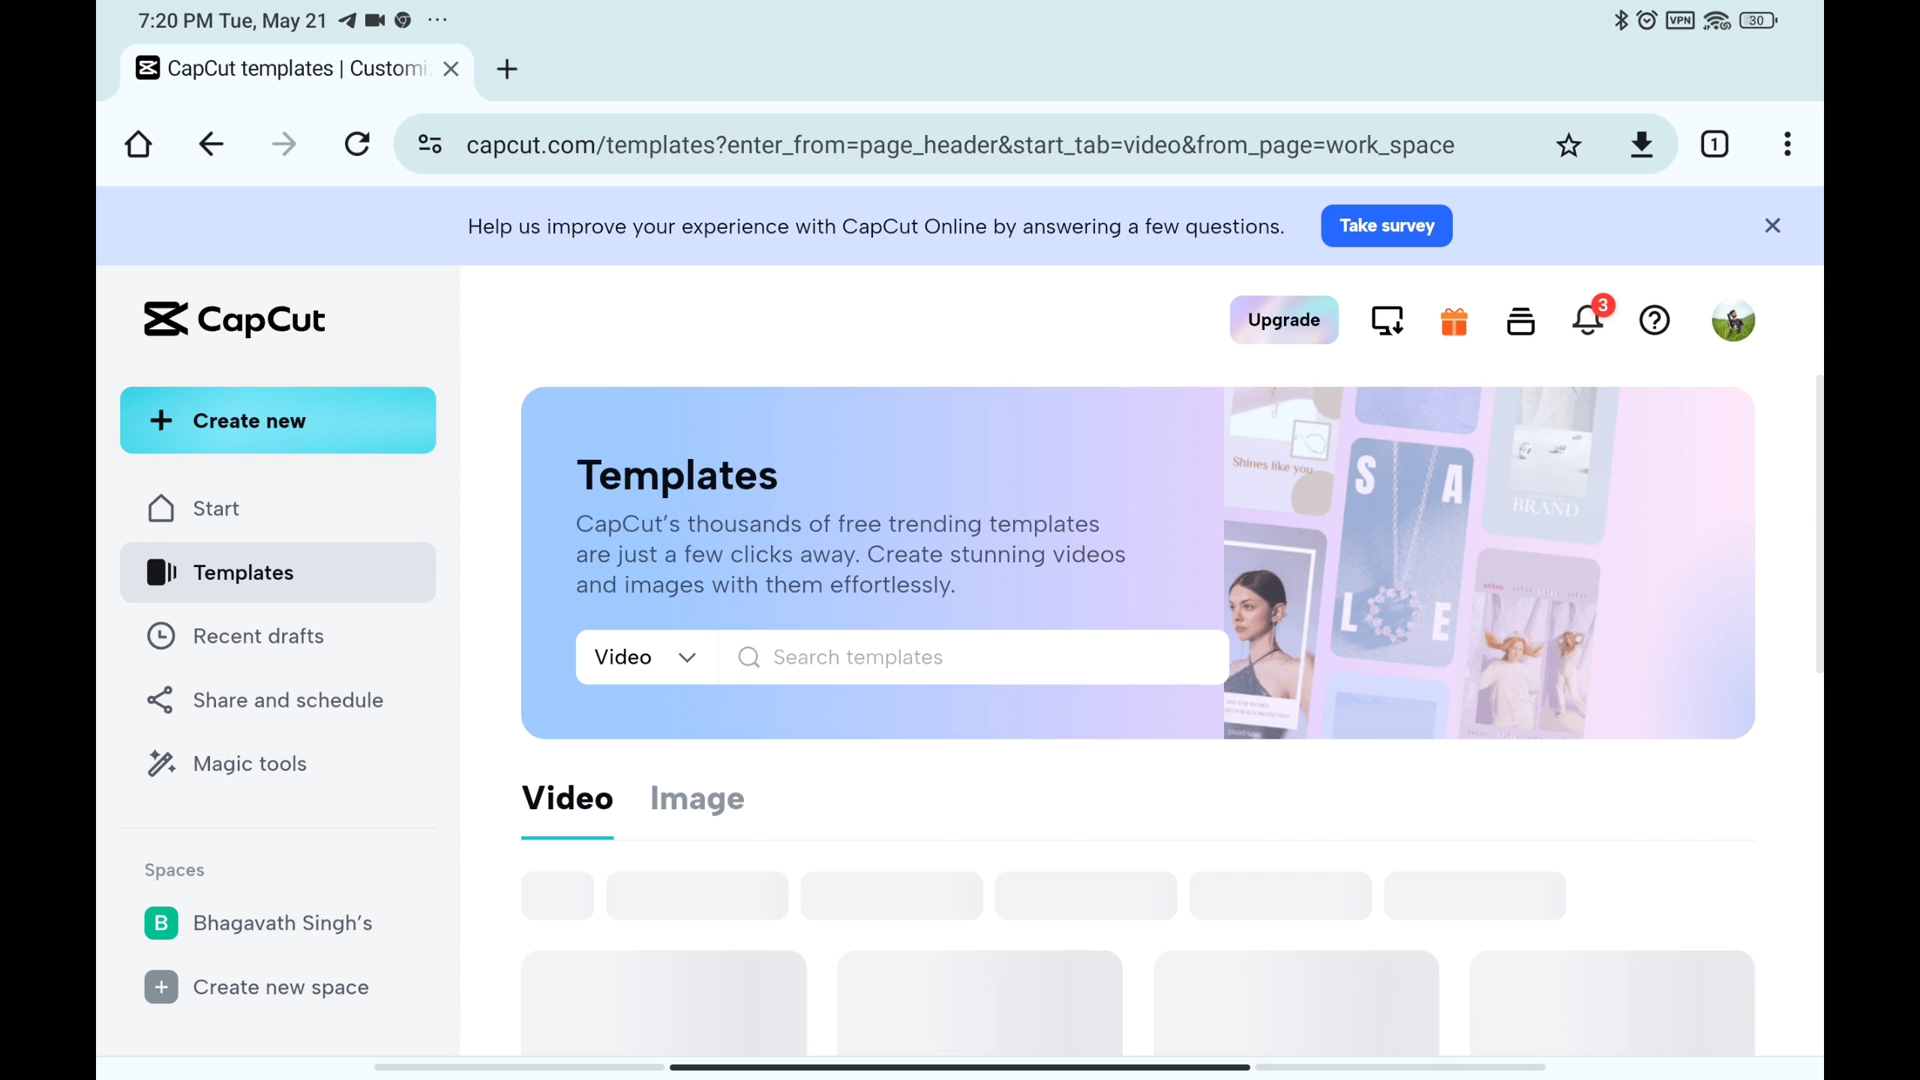 7:20 PM Tue, May 21
VPN
30
CapCut templates | Customi
capcut.com/templates?enter_from=page_header&start_tab=video&from_page=work_space
1
Help us improve your experience with CapCut Online by answering a few questions.
Take survey
CapCut
Upgrade
3
Create new
Start
Templates
Recent drafts
Share and schedule
Magic tools
Spaces
B Bhagavath Singh’s
Create new space
Templates
CapCut’s thousands of free trending templates
are just a few clicks away. Create stunning videos
and images with them effortlessly.
Video
Search templates
Shines like you
S A
L E
BRAND
Video
Image